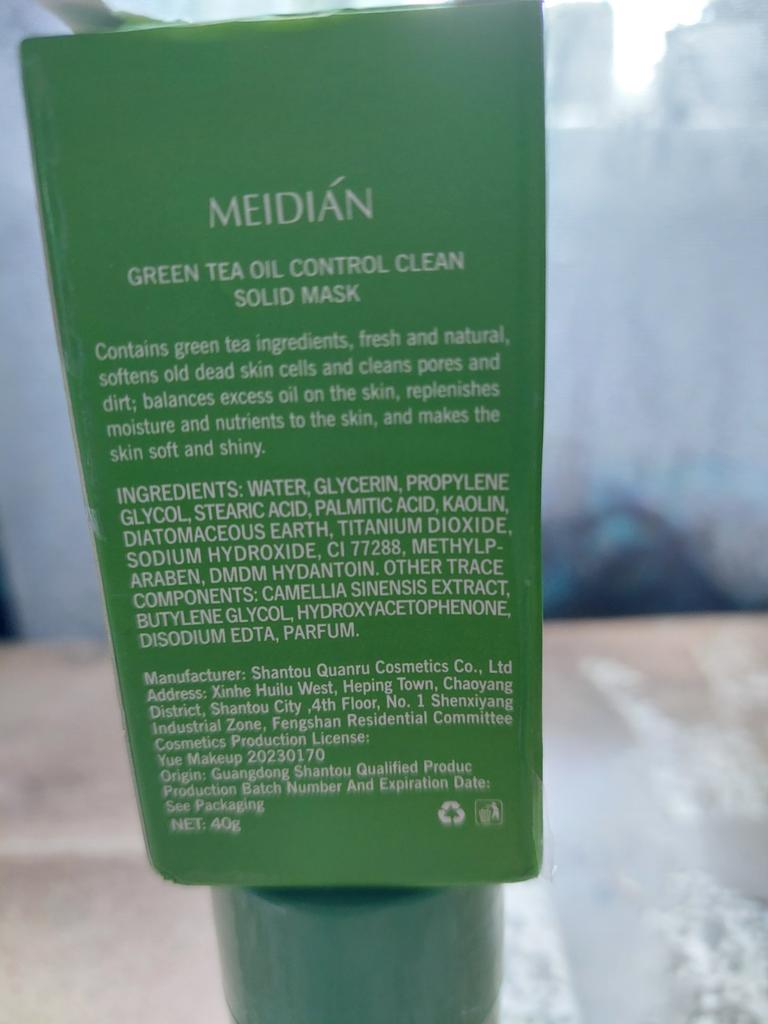 MEIDIÁN
GREEN TEA OIL CONTROL CLEAN
SOLID MASK
Contains green tea ingredients, fresh and natural,
softens old dead skin cells and cleans pores and
dirt; balances excess oil on the skin, replenishes
moisture and nutrients to the skin, and makes the
skin soft and shiny.
INGREDIENTS: WATER, GLYCERIN, PROPYLENE
GLYCOL, STEARIC ACID, PALMITIC ACID, KAOLIN,
DIATOMACEOUS EARTH, TITANIUM DIOXIDE,
SODIUM HYDROXIDE, CI 77288, METHYLP-
ARABEN, DMDM HYDANTOIN. OTHER TRACE
COMPONENTS: CAMELLIA SINENSIS EXTRACT,
BUTYLENE GLYCOL, HYDROXYACETOPHENONE,
DISODIUM EDTA, PARFUM.
Manufacturer: Shantou Quanru Cosmetics Co., Ltd
Address: Xinhe Huilu West, Heping Town, Chaoyang
District, Shantou City ,4th Floor, No. 1 Shenxiyang
Industrial Zone, Fengshan Residential Committee
Cosmetics Production License:
Yue Makeup 20230170
Origin: Guangdong Shantou Qualified Produc
Production Batch Number And Expiration Date:
See Packaging
NET: 40g